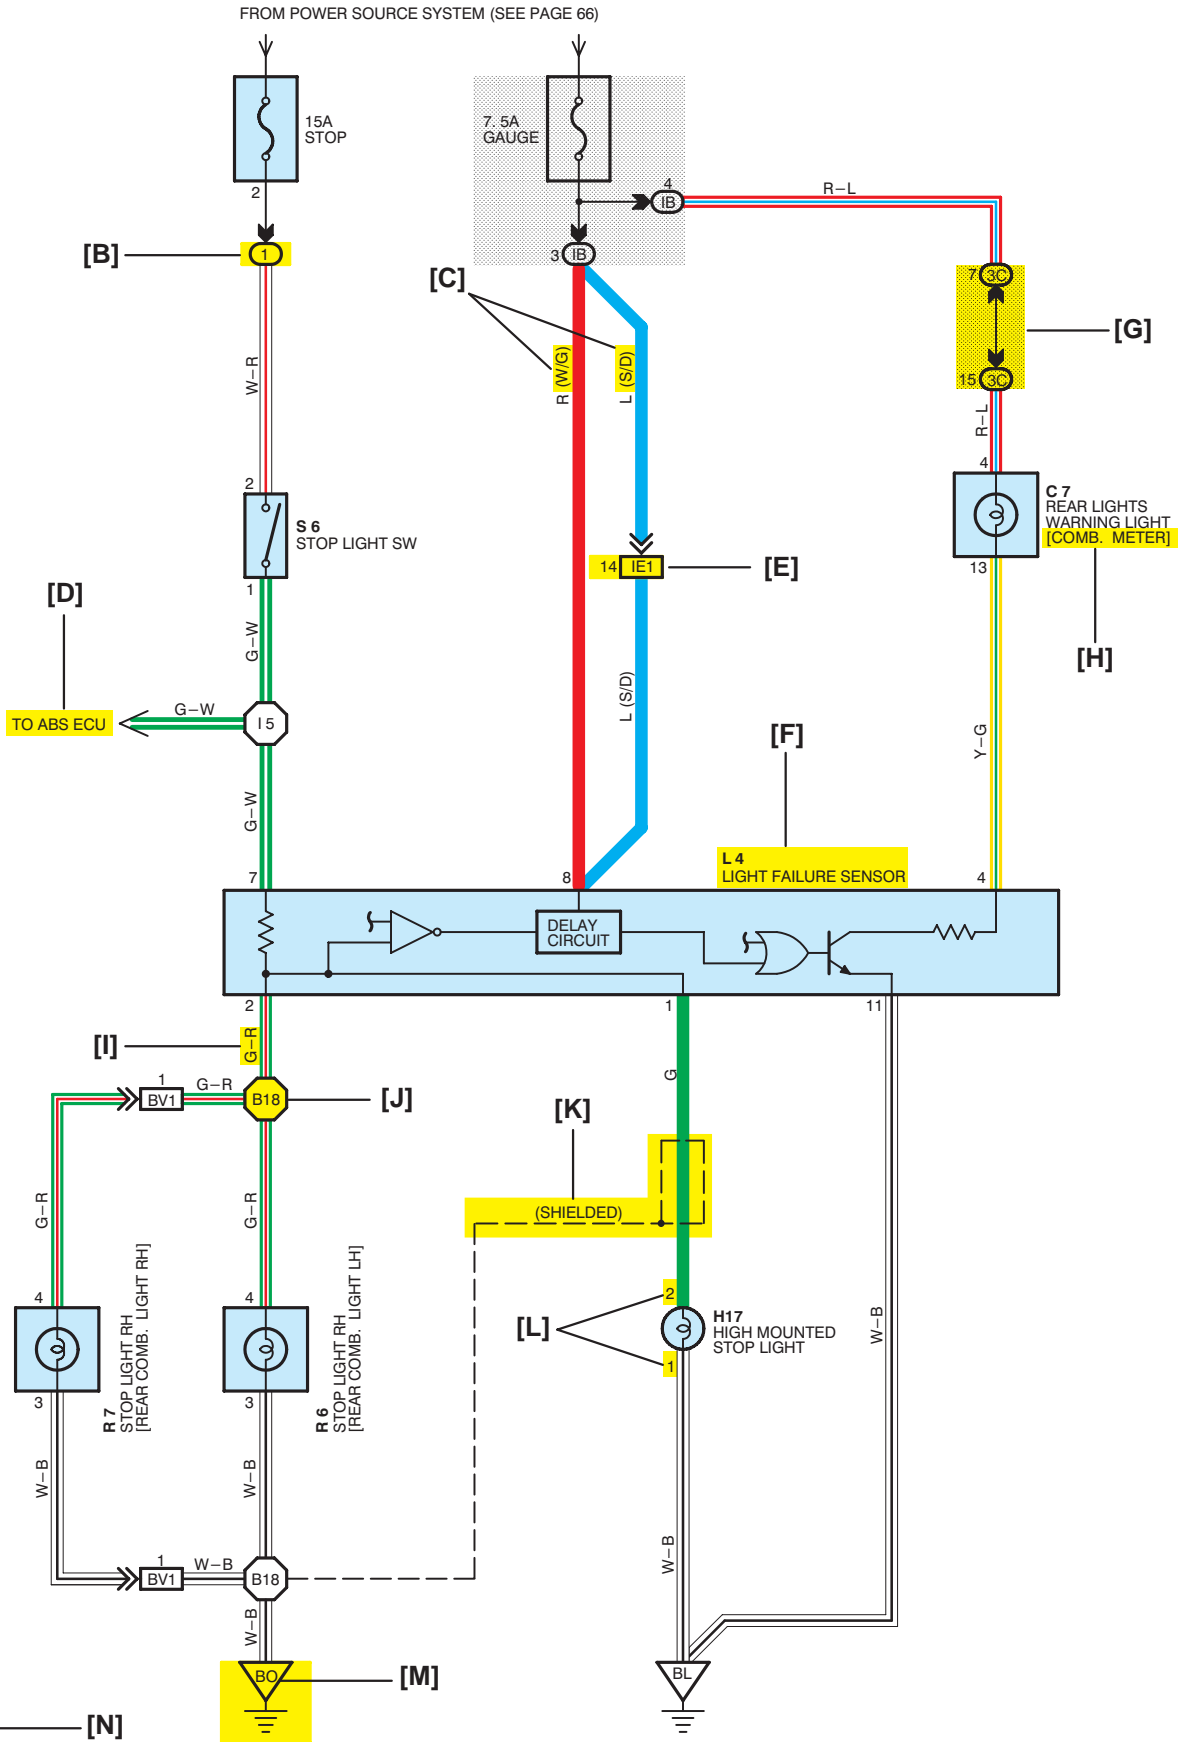 FROM POWER SOURCE SYSTEM (SEE PAGE 66)
15A
STOP
7. 5A
GAUGE
2
4
IB
R–L
[B]
1
3
IB
[C]
7
3C
[G]
15
3C
W–R
R (W/G)
L (S/D)
R–L
2
4
S 6
STOP LIGHT SW
C 7
REAR LIGHTS
WARNING LIGHT
[COMB. METER]
14
IE1
[E]
13
1
[D]
G–W
[H]
L (S/D)
TO ABS ECU
G–W
I 5
[F]
Y–G
G–W
L 4
LIGHT FAILURE SENSOR
7
8
4
DELAY
CIRCUIT
2
1
11
[I]
G–R
G
1
BV1
G–R
B18
[J]
[K]
G–R
G–R
(SHIELDED)
4
4
2
[L]
1
H17
HIGH MOUNTED
STOP LIGHT
W–B
R 7
STOP LIGHT RH
[REAR COMB. LIGHT RH]
R 6
STOP LIGHT RH
[REAR COMB. LIGHT LH]
3
3
W–B
W–B
W–B
1
BV1
W–B
B18
W–B
BO
[M]
BL
[N]